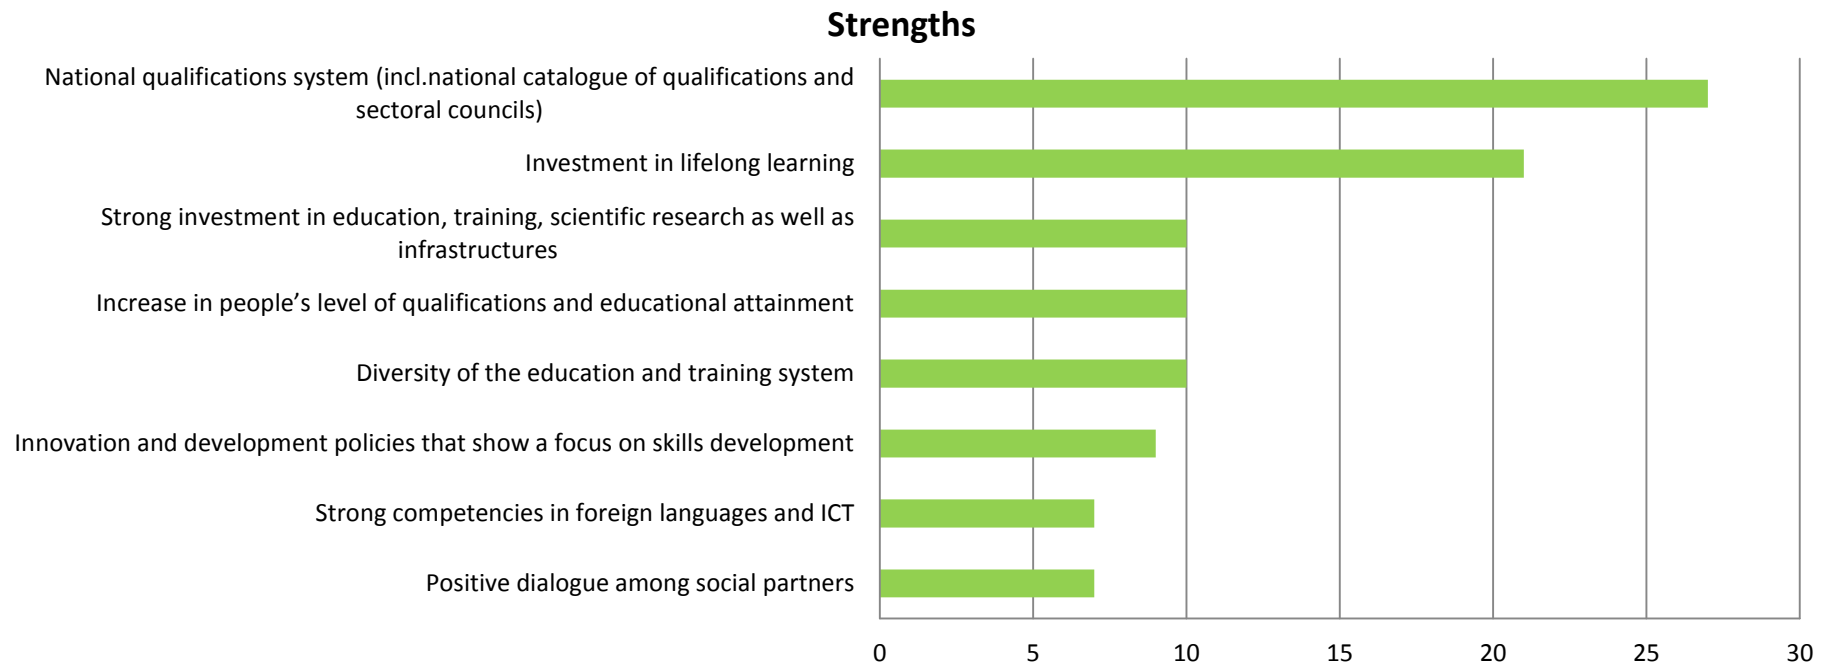 Strengths
National qualifications system (incl.national catalogue of qualifications and
sectoral councils)
Investment in lifelong learning
Strong investment in education, training, scientific research as well as
infrastructures
Increase in people’s level of qualifications and educational attainment
Diversity of the education and training system
Innovation and development policies that show a focus on skills development
Strong competencies in foreign languages and ICT
Positive dialogue among social partners
0 5 10 15 20 25 30